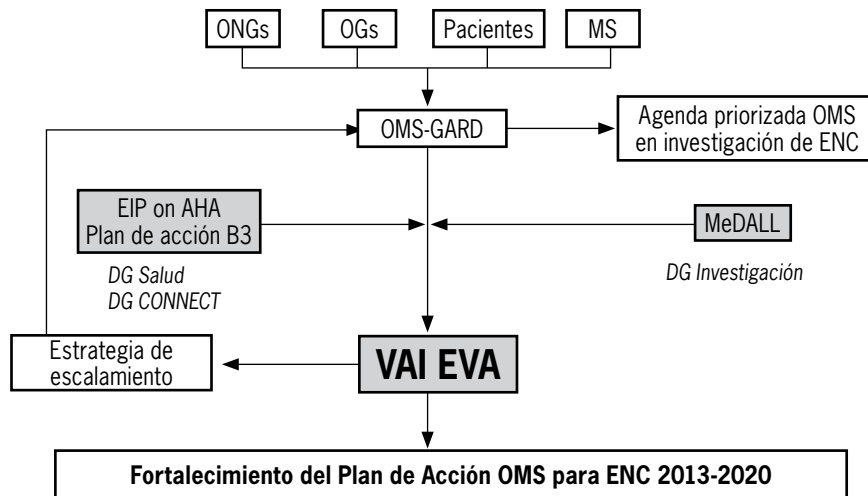 ONGs
OGs
Pacientes
MS
OMS-GARD
Agenda priorizada OMS
en investigación de ENC
EIP on AHA
Plan de acción B3
MeDALL
DG Salud
DG CONNECT
DG Investigación
Estrategia de
escalamiento
VAI EVA
Fortalecimiento del Plan de Acción OMS para ENC 2013-2020